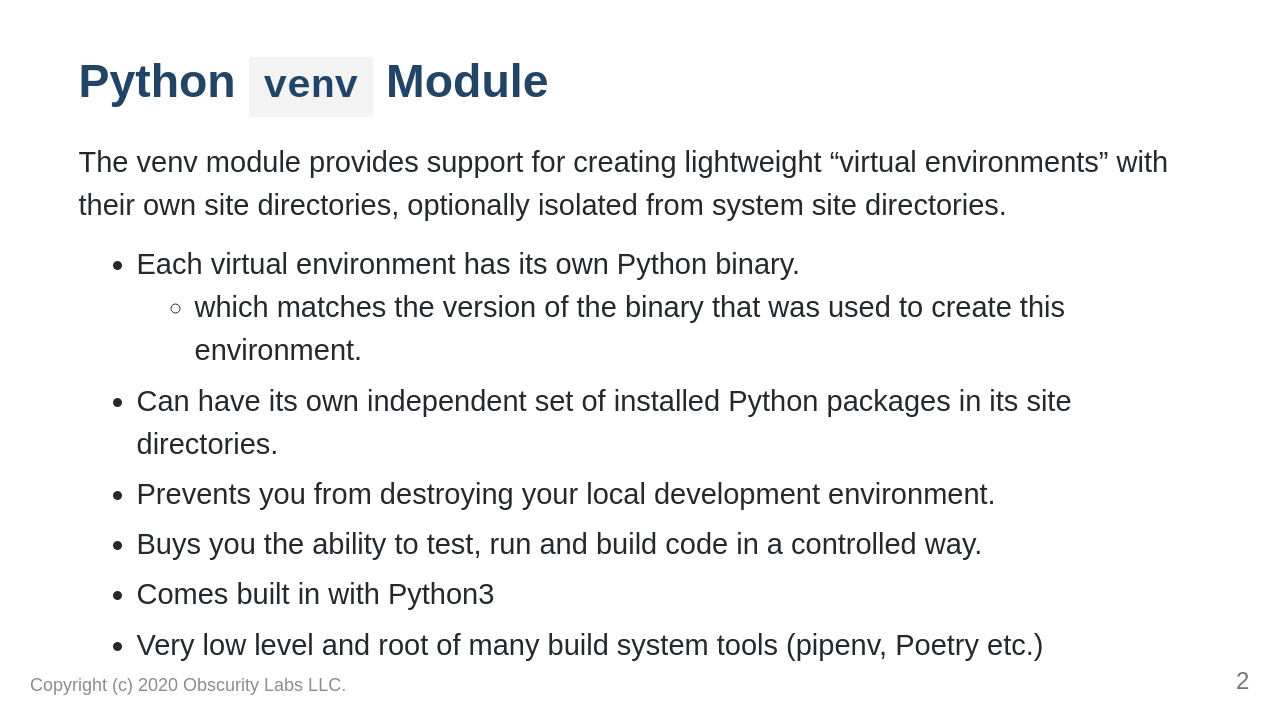 Python venv Module
The venv module provides support for creating lightweight “virtual environments” with
their own site directories, optionally isolated from system site directories.
• Each virtual environment has its own Python binary.
◦ which matches the version of the binary that was used to create this
environment.
• Can have its own independent set of installed Python packages in its site
directories.
• Prevents you from destroying your local development environment.
• Buys you the ability to test, run and build code in a controlled way.
• Comes built in with Python3
• Very low level and root of many build system tools (pipenv, Poetry etc.)
Copyright (c) 2020 Obscurity Labs LLC.
2